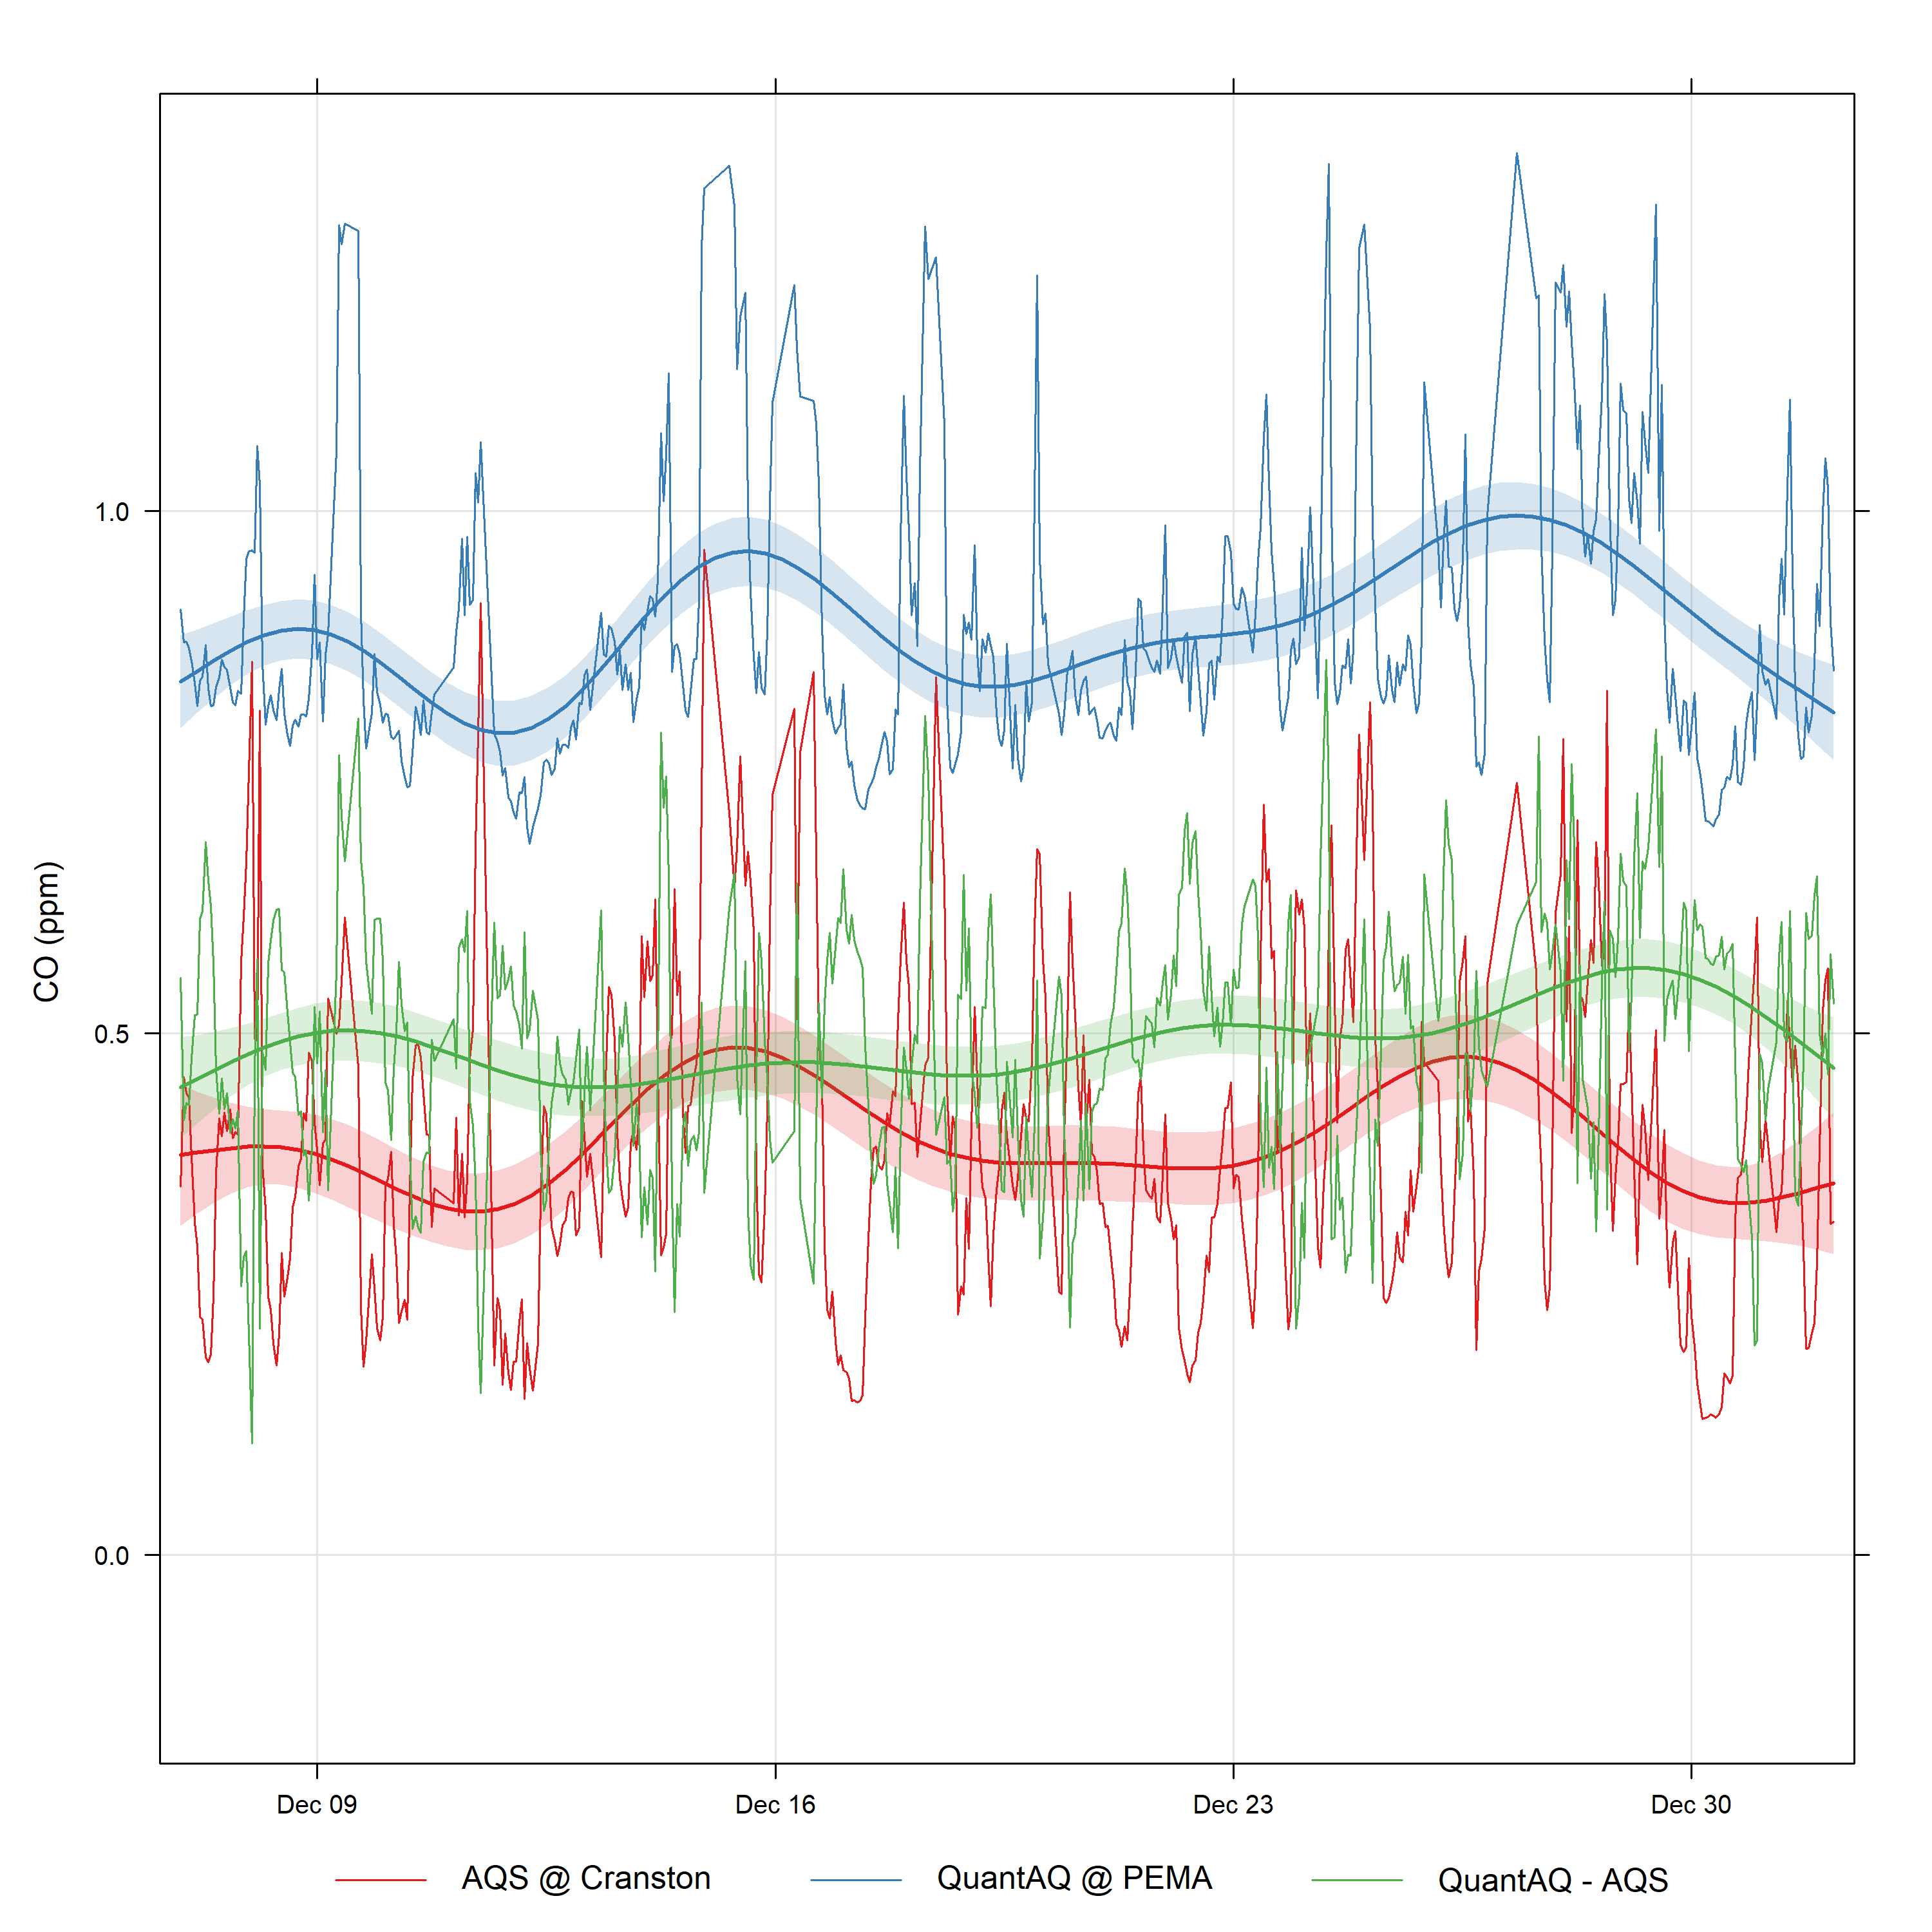 1.0
0.5
0.0
CO (ppm)
Dec 09 Dec 16 Dec 23 Dec 30
AQS @ Cranston QuantAQ @ PEMA QuantAQ - AQS